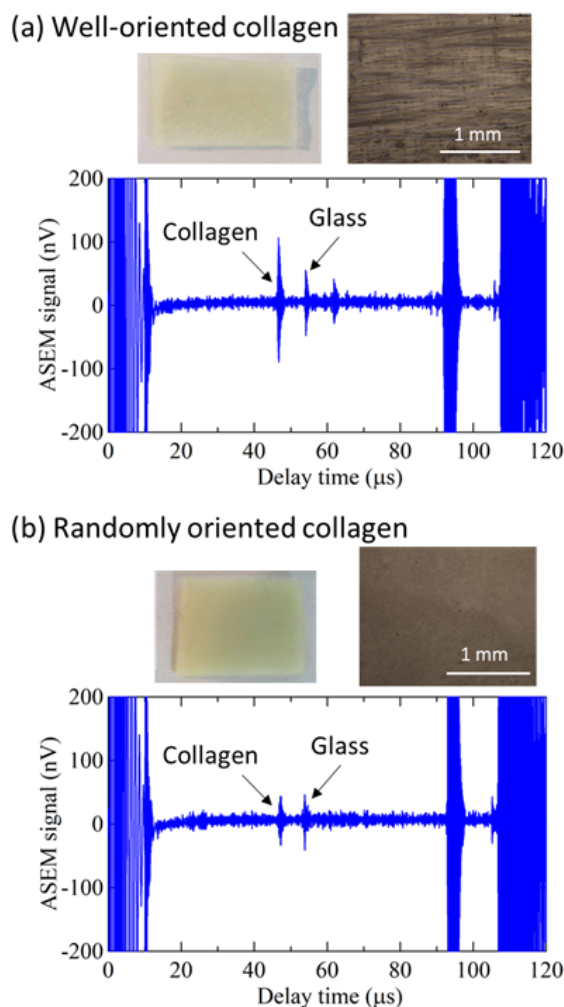 (a) Well-oriented collagen
1 mm
200
100
0
-100
-200
ASEM signal (nV)
Collagen
Glass
0 20 40 60 80 100 120
Delay time (μs)
(b) Randomly oriented collagen
1 mm
200
100
0
-100
-200
ASEM signal (nV)
Collagen
Glass
0 20 40 60 80 100 120
Delay time (μs)